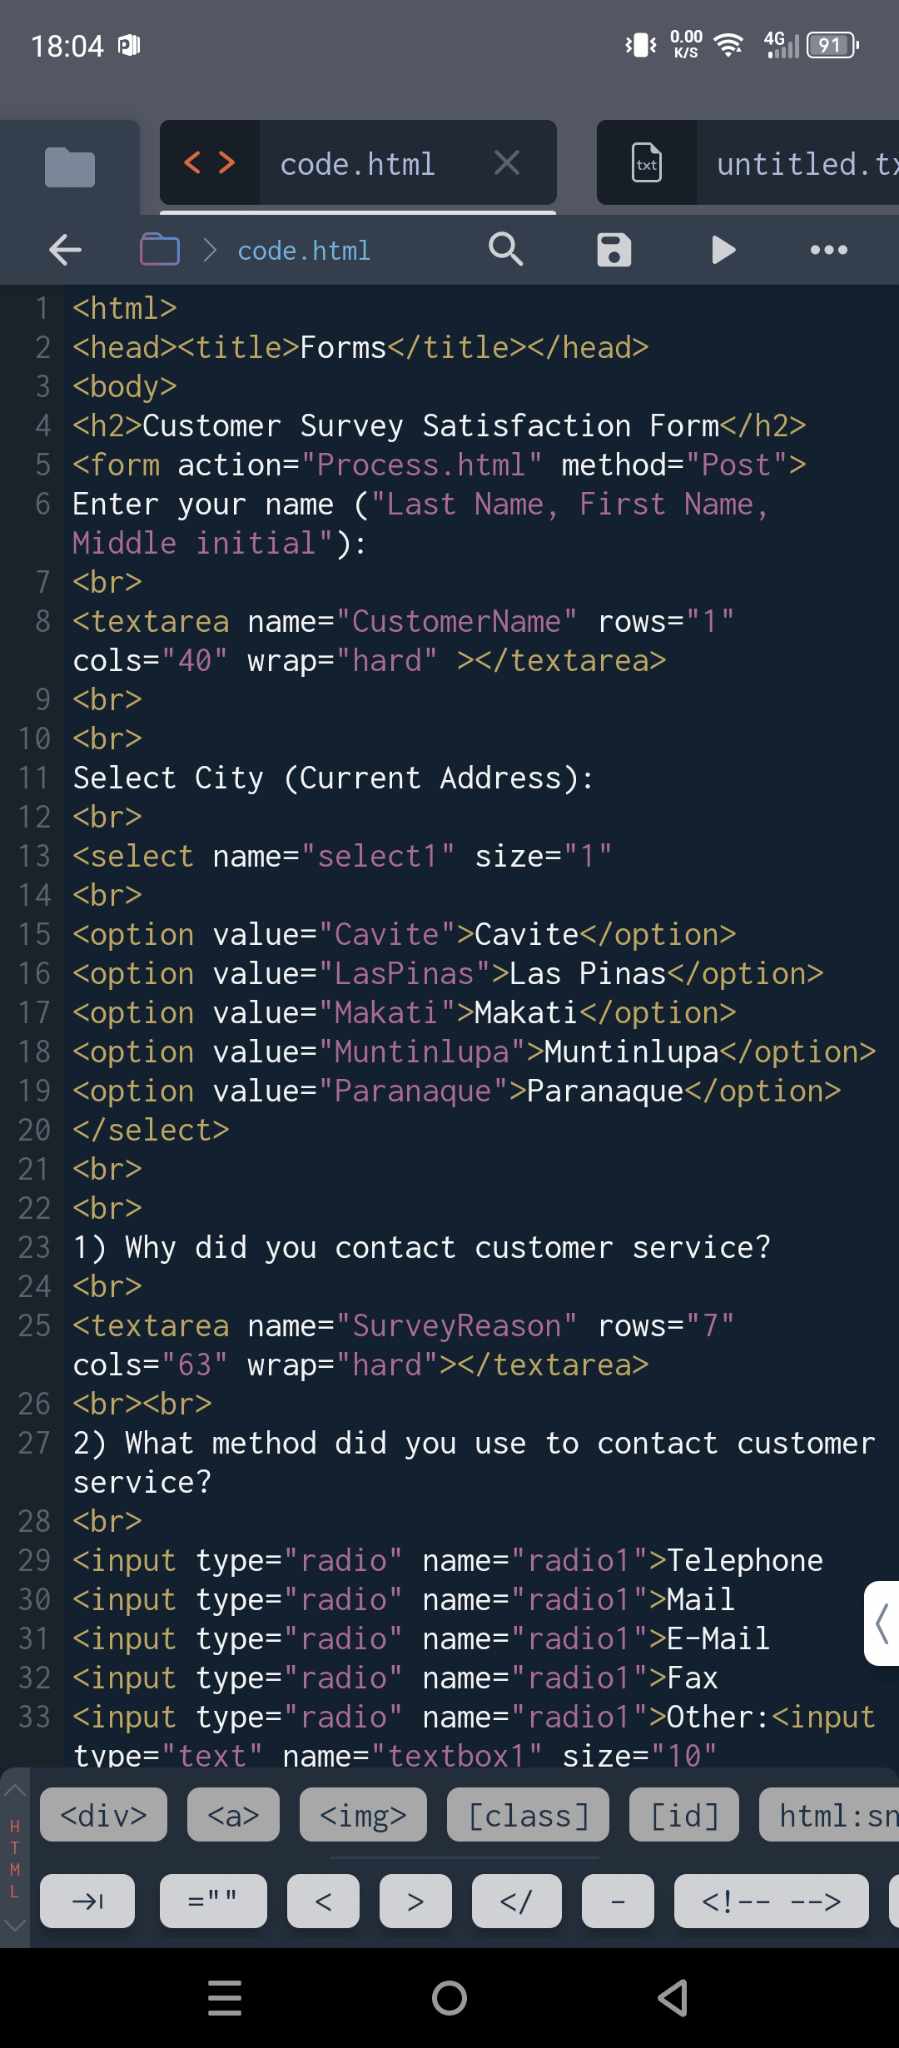 18:04
0.00 K/S 4G 91
code.html
txt
untitled.tx
code.html
1 <html>
2 <head><title>Forms</title></head>
3 <body>
4 <h2>Customer Survey Satisfaction Form</h2>
5 <form action="Process.html" method="Post">
6 Enter your name ("Last Name, First Name,
Middle initial"):
7 <br>
8 <textarea name="CustomerName" rows="1"
cols="40" wrap="hard" ></textarea>
9 <br>
10 <br>
11 Select City (Current Address):
12 <br>
13 <select name="select1" size="1"
14 <br>
15 <option value="Cavite">Cavite</option>
16 <option value="LasPinas">Las Pinas</option>
17 <option value="Makati">Makati</option>
18 <option value="Muntinlupa">Muntinlupa</option>
19 <option value="Paranaque">Paranaque</option>
20 </select>
21 <br>
22 <br>
23 1) Why did you contact customer service?
24 <br>
25 <textarea name="SurveyReason" rows="7"
cols="63" wrap="hard"></textarea>
26 <br><br>
27 2) What method did you use to contact customer
service?
28 <br>
29 <input type="radio" name="radio1">Telephone
30 <input type="radio" name="radio1">Mail
31 <input type="radio" name="radio1">E-Mail
32 <input type="radio" name="radio1">Fax
33 <input type="radio" name="radio1">Other:<input
type="text" name="textbox1" size="10"
HTML
<div> <a> <img> [class] [id] html:sn
="" < > </ - <!-- -->